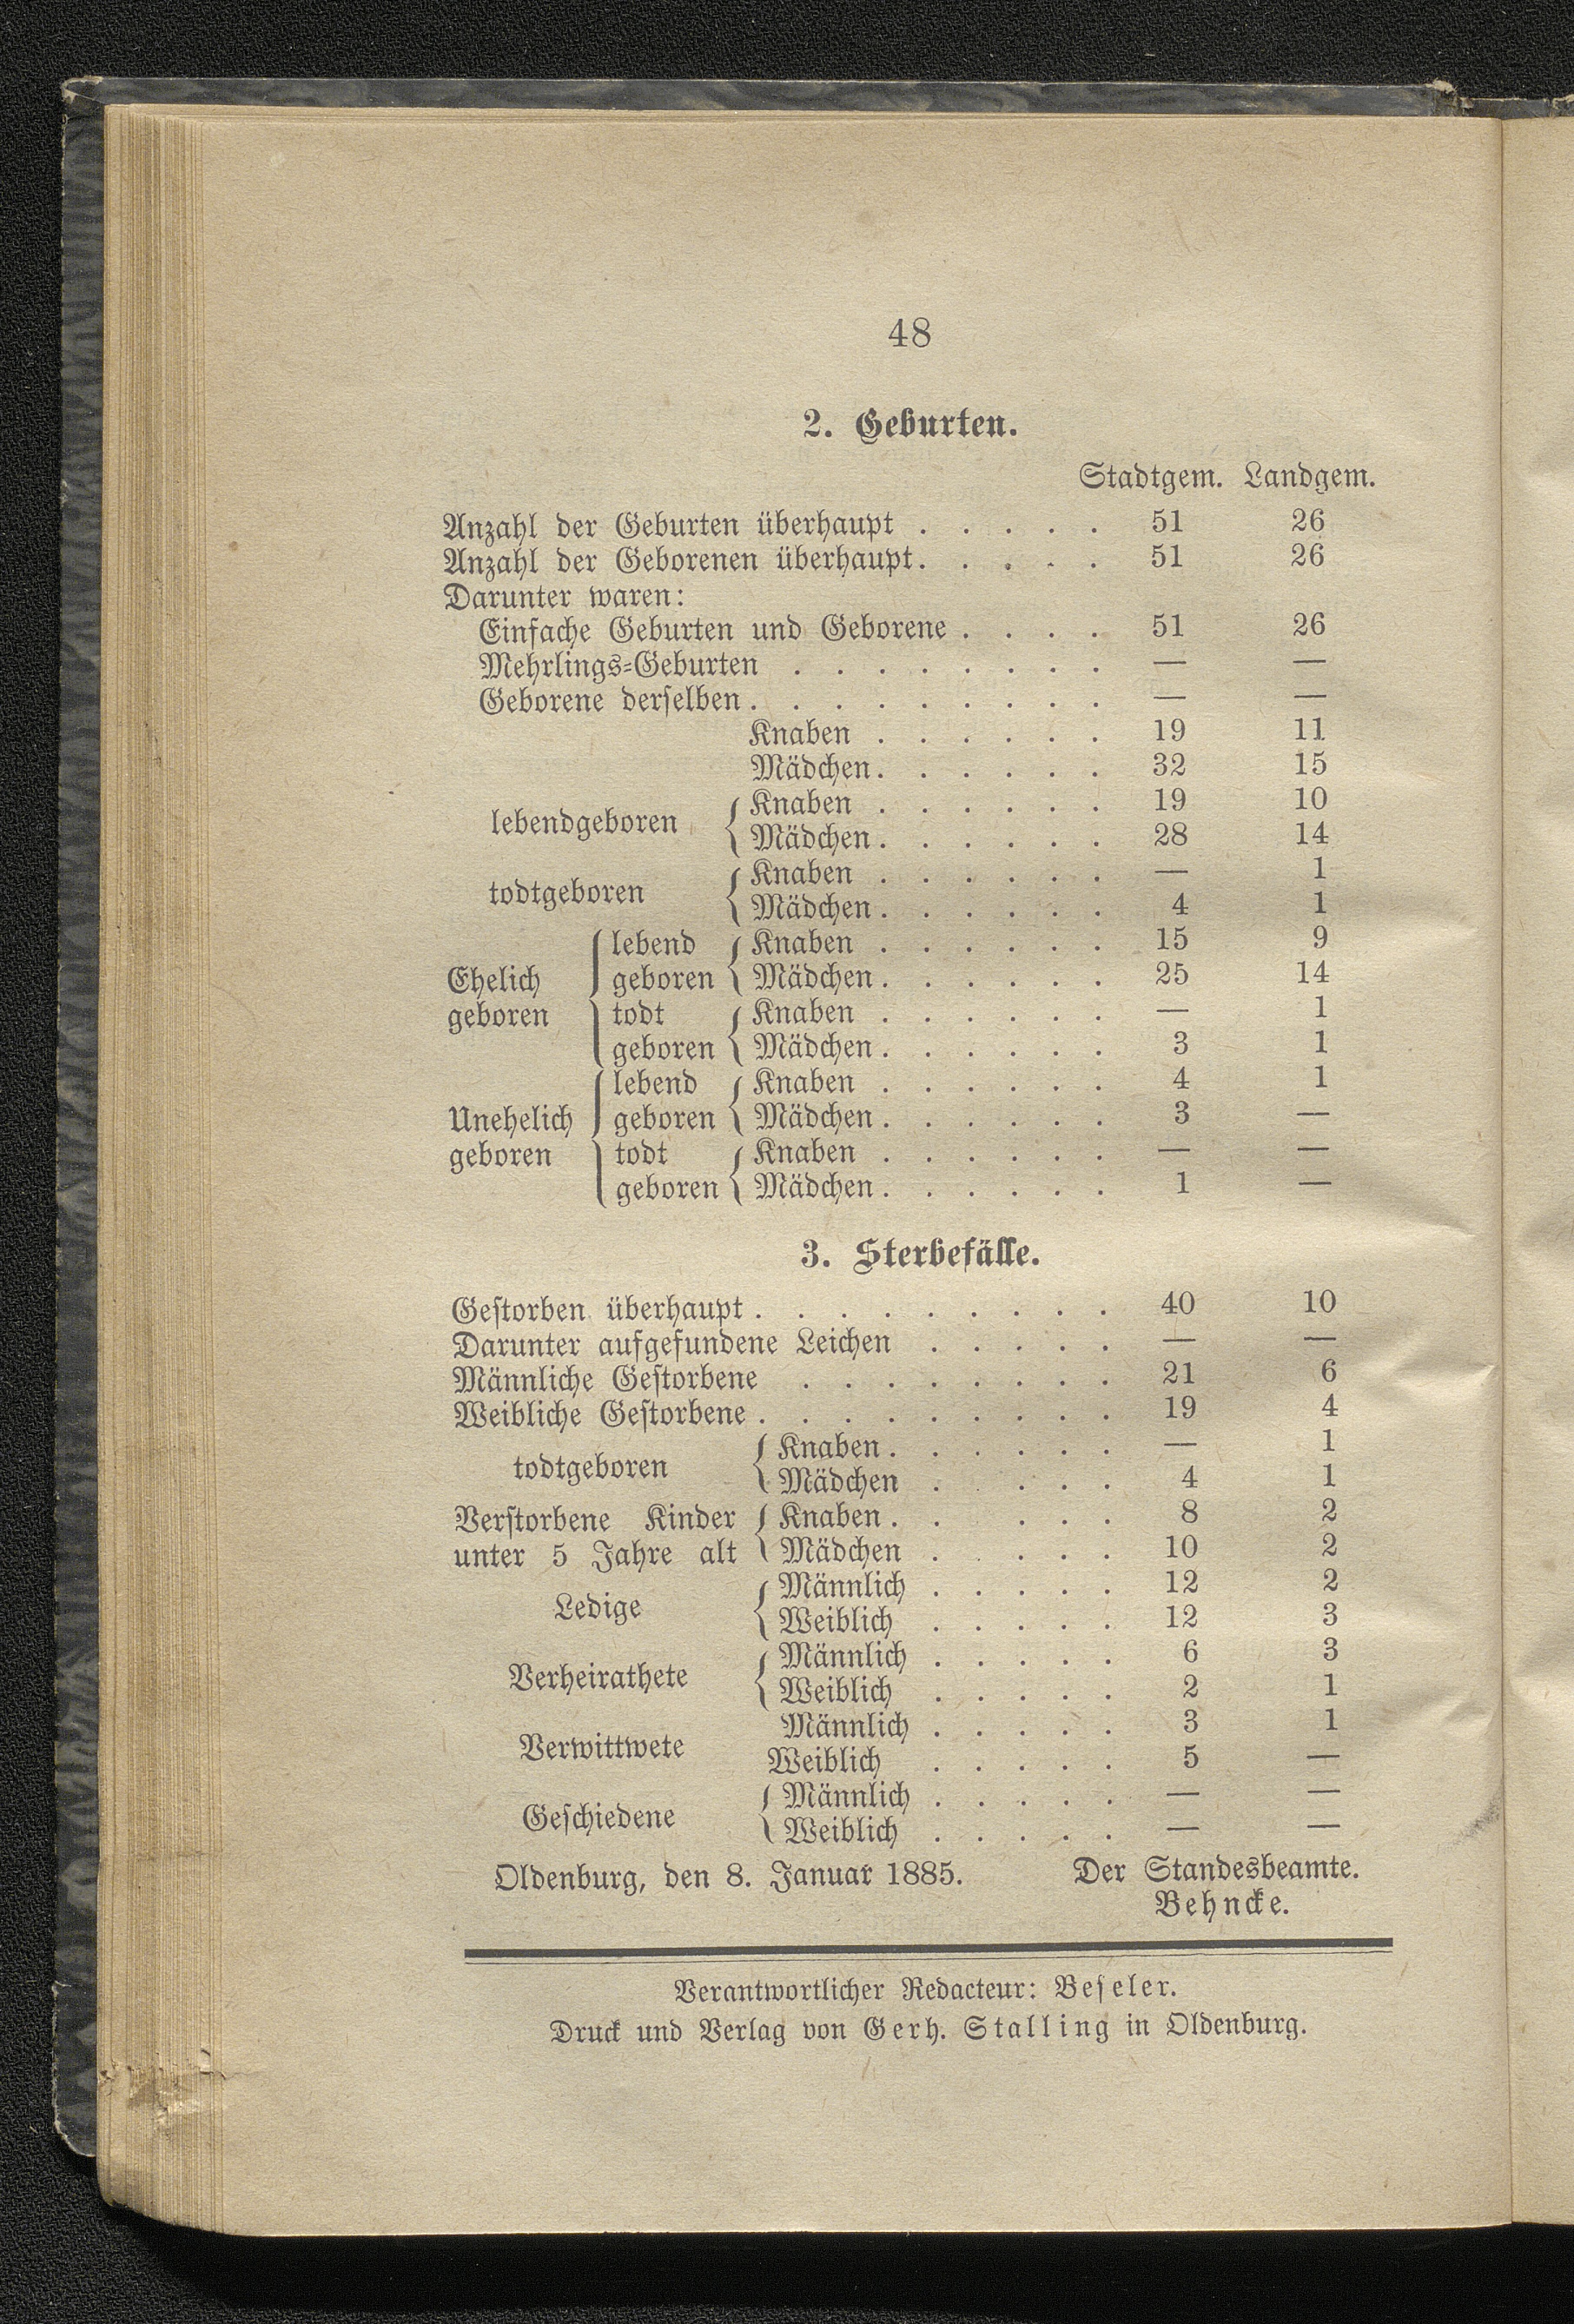 48
2. Geburten.
Stadtgem. Landgem.
Anzahl der Geburten überhaupt . . . . . 51 26
Anzahl der Geborenen überhaupt. . . . . 51 26
Darunter waren:
Einfache Geburten und Geborene . . . . 51 26
Mehrlings-Geburten . . . . . . . . — —
Geborene derselben. . . . . . . . . — —
Knaben . . . . . . 19 11
Mädchen. . . . . . 32 15
lebendgeboren { Knaben . . . . . . 19 10
Mädchen. . . . . . 28 14
todtgeboren { Knaben . . . . . . — 1
Mädchen. . . . . . 4 1
lebend { Knaben . . . . . . 15 9
Ehelich { geboren Mädchen. . . . . . 25 14
geboren todt { Knaben . . . . . . — 1
geboren Mädchen. . . . . . 3 1
lebend { Knaben . . . . . . 4 1
Unehelich { geboren Mädchen. . . . . . 3 —
geboren todt { Knaben . . . . . . — —
geboren Mädchen. . . . . . 1 —
3. Sterbefälle.
Gestorben überhaupt . . . . . . . . . 40 10
Darunter aufgefundene Leichen . . . . . — —
Männliche Gestorbene . . . . . . . . 21 6
Weibliche Gestorbene . . . . . . . . . 19 4
todtgeboren { Knaben . . . . . . — 1
Mädchen . . . . 4 1
Verstorbene Kinder { Knaben . . . . . 8 2
unter 5 Jahre alt Mädchen . . . . . 10 2
Ledige { Männlich . . . . . 12 2
Weiblich . . . . . 12 3
Verheirathete { Männlich . . . . . 6 3
Weiblich . . . . . 2 1
Verwittwete Männlich . . . . . 3 1
Weiblich . . . . . 5 —
Geschiedene { Männlich . . . . . — —
Weiblich . . . . . — —
Oldenburg, den 8. Januar 1885. Der Standesbeamte.
Behncke.
Verantwortlicher Redacteur: Beseler.
Druck und Verlag von Gerh. Stalling in Oldenburg.